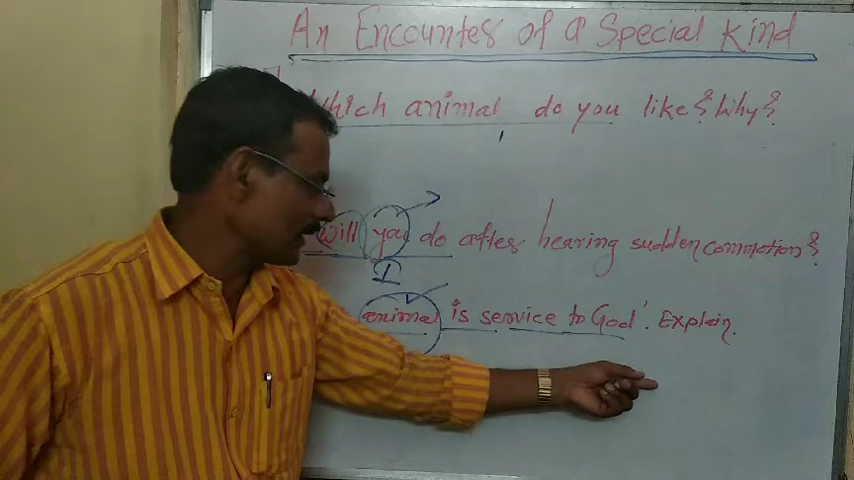 An Encounter of a Special Kind
which animal do you like? Why?
will you do after hearing sudden commotion?
I
animal is service to God'. Explain.